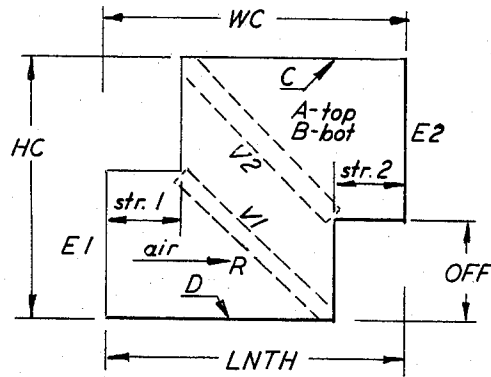 WC
C
A-top
B-bot
E2
HC
V2
str. 2
str. 1
V1
E1
air
R
OFF
D
LNTH